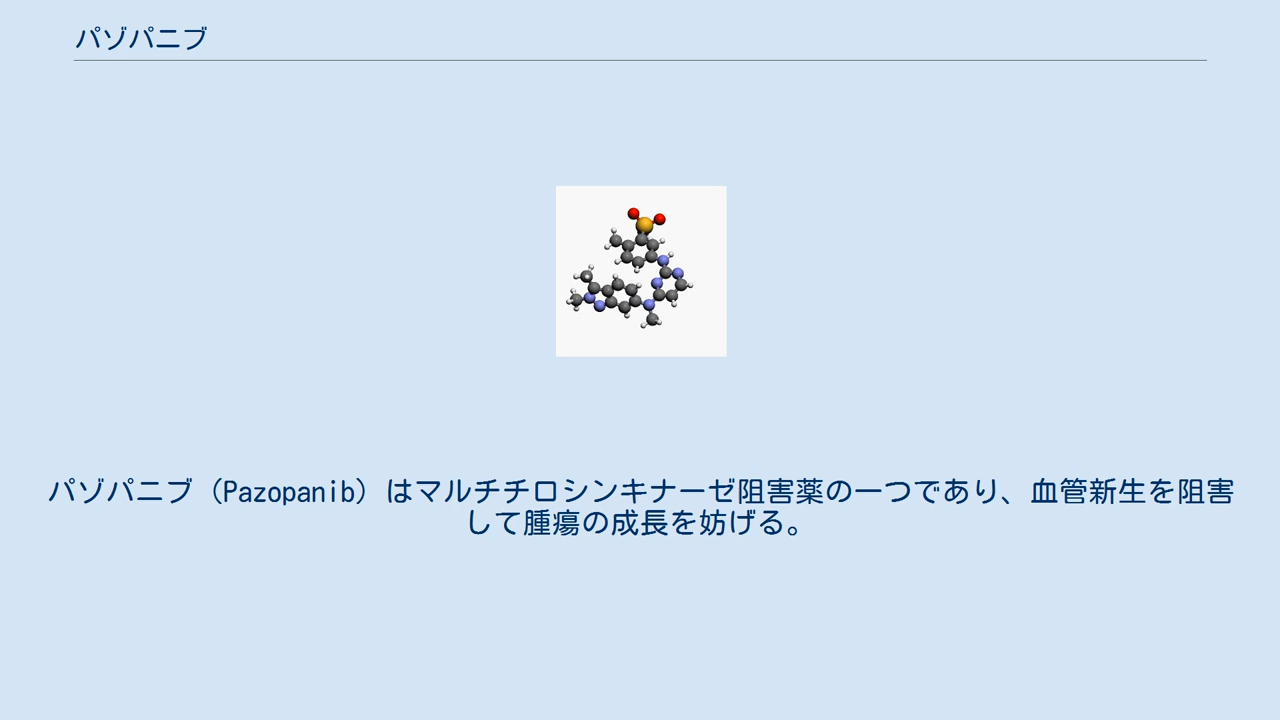 パゾパニブ
パゾパニブ（Pazopanib）はマルチチロシンキナーゼ阻害薬の一つであり、血管新生を阻害
して腫瘍の成長を妨げる。